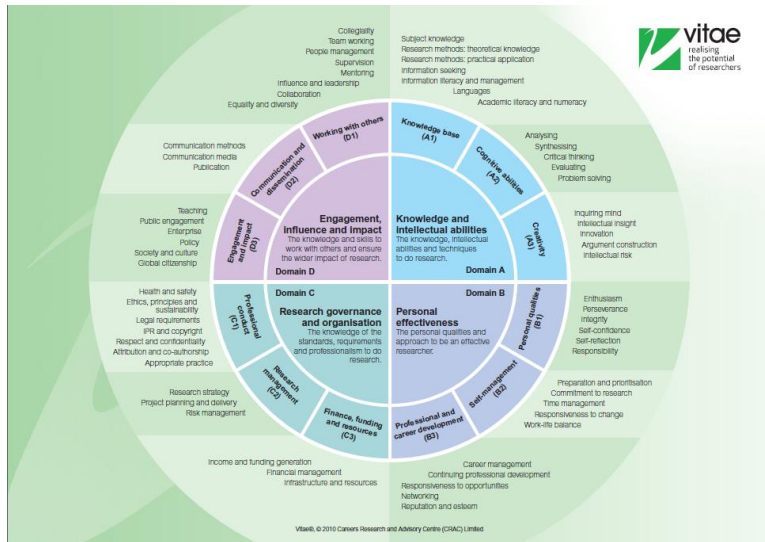 vitae
realising
the potential
of researchers
Collegiality
Team working
People management
Supervision
Mentoring
Influence and leadership
Collaboration
Equality and diversity
Subject knowledge
Research methods: theoretical knowledge
Research methods: practical application
Information seeking
Information literacy and management
Languages
Academic literacy and numeracy
Communication methods
Communication media
Publication
Analysing
Synthesising
Critical thinking
Evaluating
Problem solving
Teaching
Public engagement
Enterprise
Policy
Society and culture
Global citizenship
Inquiring mind
Intellectual insight
Innovation
Argument construction
Intellectual risk
Working with others
(D1)
Communication and
dissemination
(D2)
Engagement
and impact
(D3)
Knowledge base
(A1)
Cognitive abilities
(A2)
Creativity
(A3)
Engagement,
influence and impact
The knowledge and skills to
work with others and ensure
the wider impact of research.
Domain D
Knowledge and
intellectual abilities
The knowledge, intellectual
abilities and techniques
to do research.
Domain A
Domain C
Research governance
and organisation
The knowledge of the
standards, requirements
and professionalism to do
research.
Domain B
Personal
effectiveness
The personal qualities and
approach to be an effective
researcher.
Professional
conduct
(C1)
Research
management
(C2)
Finance, funding
and resources
(C3)
Personal qualities
(B1)
Self-management
(B2)
Professional and
career development
(B3)
Health and safety
Ethics, principles and
sustainability
Legal requirements
IPR and copyright
Respect and confidentiality
Attribution and co-authorship
Appropriate practice
Enthusiasm
Perseverance
Integrity
Self-confidence
Self-reflection
Responsibility
Research strategy
Project planning and delivery
Risk management
Preparation and prioritisation
Commitment to research
Time management
Responsiveness to change
Work-life balance
Income and funding generation
Financial management
Infrastructure and resources
Career management
Continuing professional development
Responsiveness to opportunities
Networking
Reputation and esteem
Vitae®, © 2010 Careers Research and Advisory Centre (CRAC) Limited